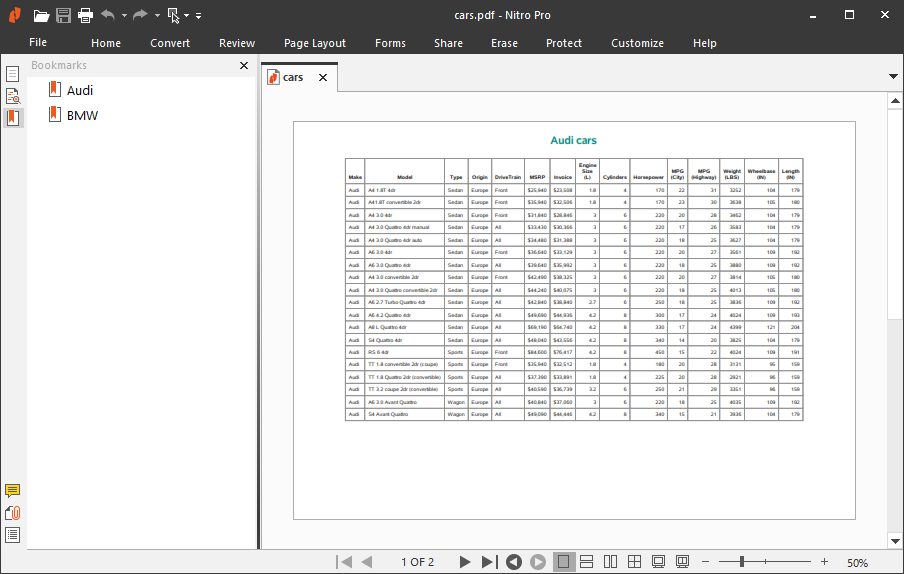 cars.pdf - Nitro Pro
File Home Convert Review Page Layout Forms Share Erase Protect Customize Help
Bookmarks
Audi
BMW
cars
Audi cars
Make Model Type Origin DriveTrain MSRP Invoice Engine Size (L) Cylinders Horsepower MPG (City) MPG (Highway) Weight (LBS) Wheelbase (IN) Length (IN)
Audi A4 1.8T 4dr Sedan Europe Front $25,940 $23,508 1.8 4 170 22 31 3252 104 179
Audi A41.8T convertible 2dr Sedan Europe Front $35,940 $32,506 1.8 4 170 23 30 3638 105 180
Audi A4 3.0 4dr Sedan Europe Front $31,840 $28,846 3 6 220 20 28 3462 104 179
Audi A4 3.0 Quattro 4dr manual Sedan Europe All $33,430 $30,366 3 6 220 17 26 3583 104 179
Audi A4 3.0 Quattro 4dr auto Sedan Europe All $34,480 $31,388 3 6 220 18 25 3627 104 179
Audi A6 3.0 4dr Sedan Europe Front $36,640 $33,129 3 6 220 20 27 3561 109 192
Audi A6 3.0 Quattro 4dr Sedan Europe All $39,640 $35,992 3 6 220 18 25 3880 109 192
Audi A4 3.0 convertible 2dr Sedan Europe Front $42,490 $38,325 3 6 220 20 27 3814 105 180
Audi A4 3.0 Quattro convertible 2dr Sedan Europe All $44,240 $40,075 3 6 220 18 25 4013 105 180
Audi A6 2.7 Turbo Quattro 4dr Sedan Europe All $42,840 $38,840 2.7 6 250 18 25 3836 109 192
Audi A6 4.2 Quattro 4dr Sedan Europe All $49,690 $44,936 4.2 8 300 17 24 4024 109 193
Audi A8 L Quattro 4dr Sedan Europe All $69,190 $64,740 4.2 8 330 17 24 4399 121 204
Audi S4 Quattro 4dr Sedan Europe All $48,040 $43,556 4.2 8 340 14 20 3825 104 179
Audi RS 6 4dr Sports Europe Front $84,600 $76,417 4.2 8 450 15 22 4024 109 191
Audi TT 1.8 convertible 2dr (coupe) Sports Europe Front $35,940 $32,512 1.8 4 180 20 28 3131 95 159
Audi TT 1.8 Quattro 2dr (convertible) Sports Europe All $37,390 $33,891 1.8 4 225 20 28 2921 96 159
Audi TT 3.2 coupe 2dr (convertible) Sports Europe All $40,590 $36,739 3.2 6 250 21 29 3351 96 159
Audi A6 3.0 Avant Quattro Wagon Europe All $40,840 $37,060 3 6 220 18 25 4035 109 192
Audi S4 Avant Quattro Wagon Europe All $49,090 $44,446 4.2 8 340 15 21 3936 104 179
1 OF 2
50%